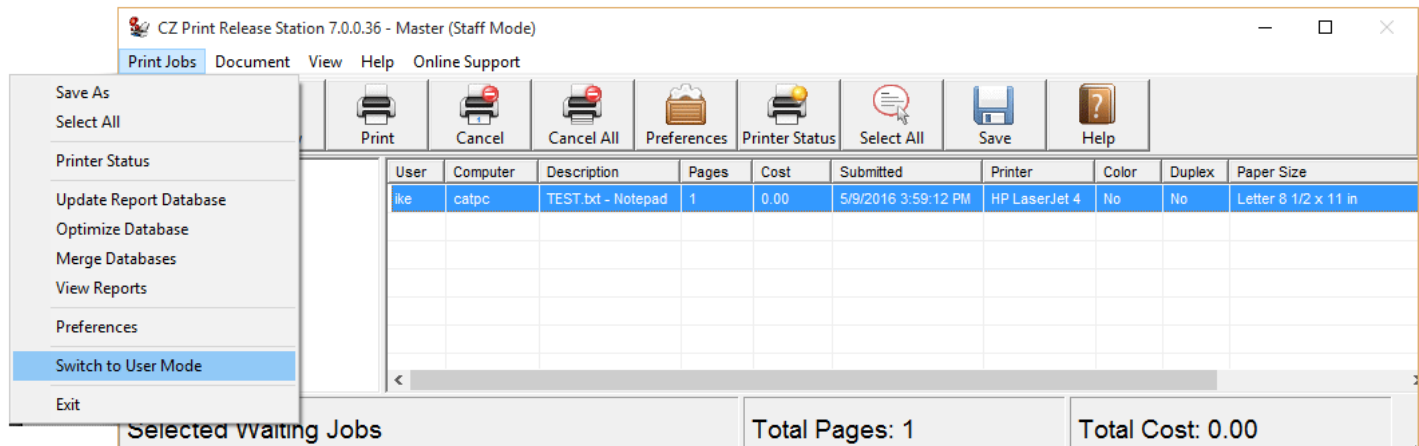 CZ Print Release Station 7.0.0.36 - Master (Staff Mode)
Print Jobs Document View Help Online Support
Save As
Select All
Printer Status
Update Report Database
Optimize Database
Merge Databases
View Reports
Preferences
Switch to User Mode
Exit
Print Cancel Cancel All Preferences Printer Status Select All Save Help
User Computer Description Pages Cost Submitted Printer Color Duplex Paper Size
ike catpc TEST.txt - Notepad 1 0.00 5/9/2016 3:59:12 PM HP LaserJet 4 No No Letter 8 1/2 x 11 in
Selected Waiting Jobs Total Pages: 1 Total Cost: 0.00